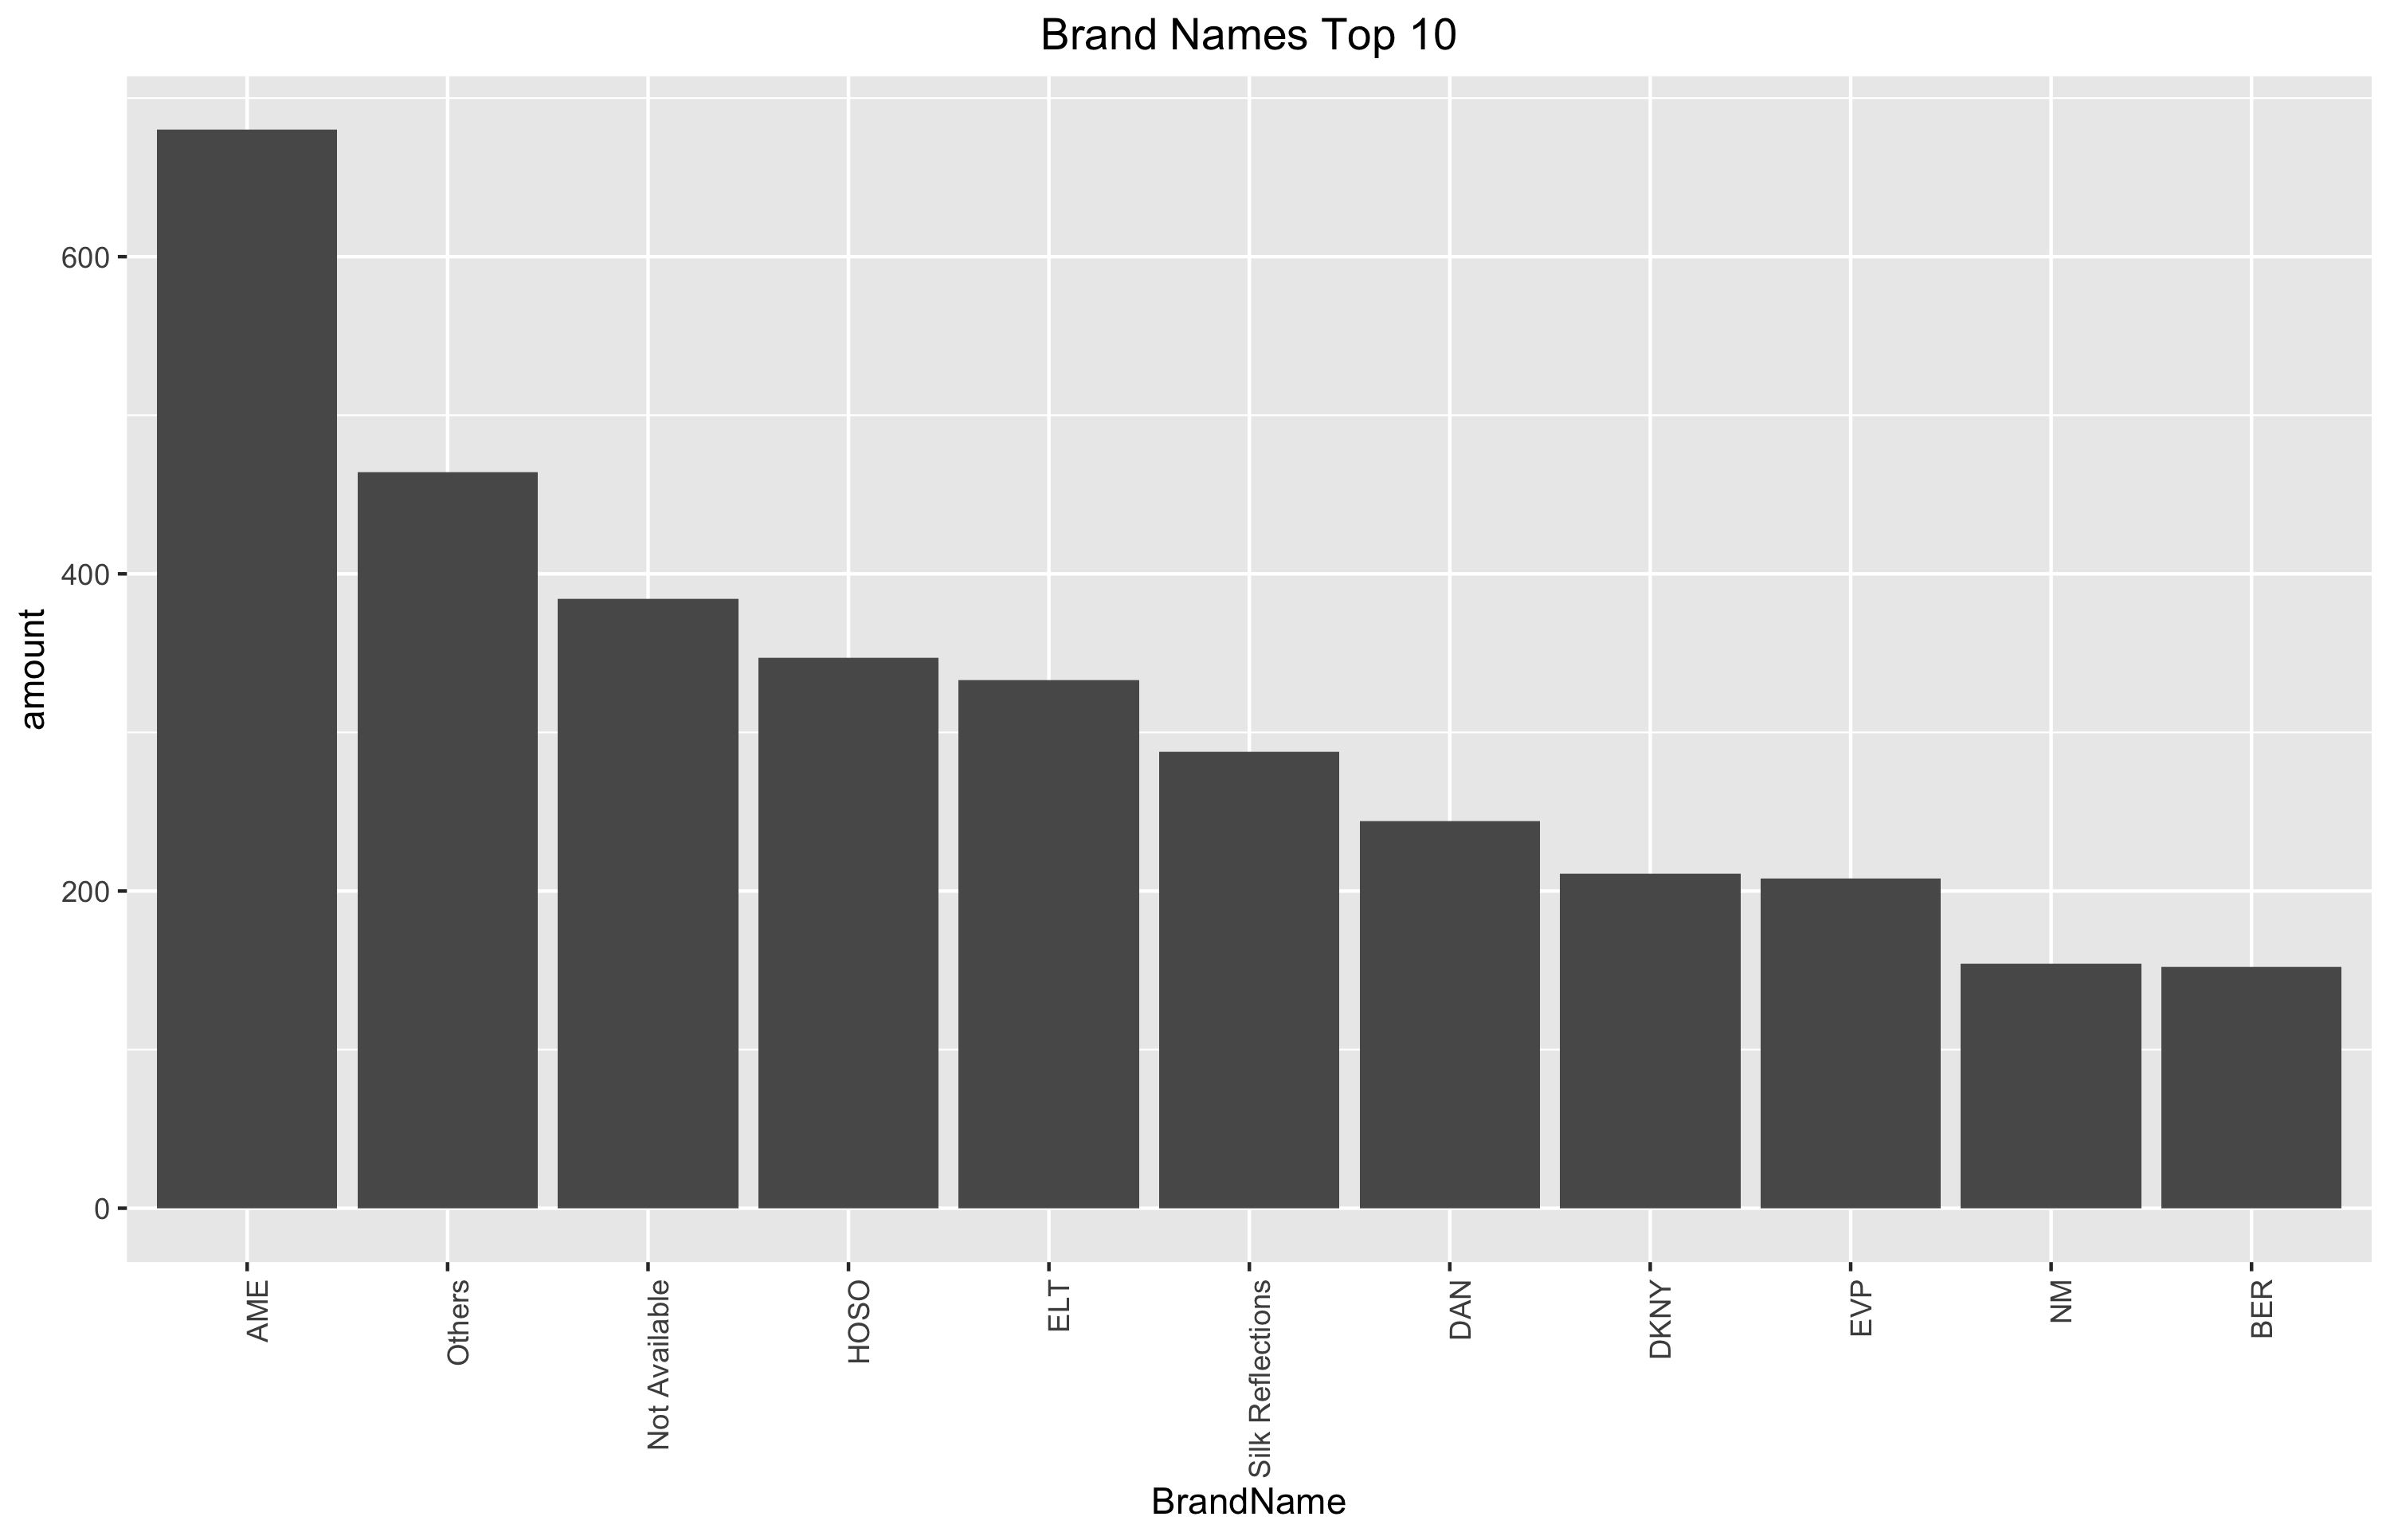 Brand Names Top 10
amount
600
400
200
0
AME
Others
Not Available
HOSO
ELT
Silk Reflections
DAN
DKNY
EVP
NM
BER
BrandName